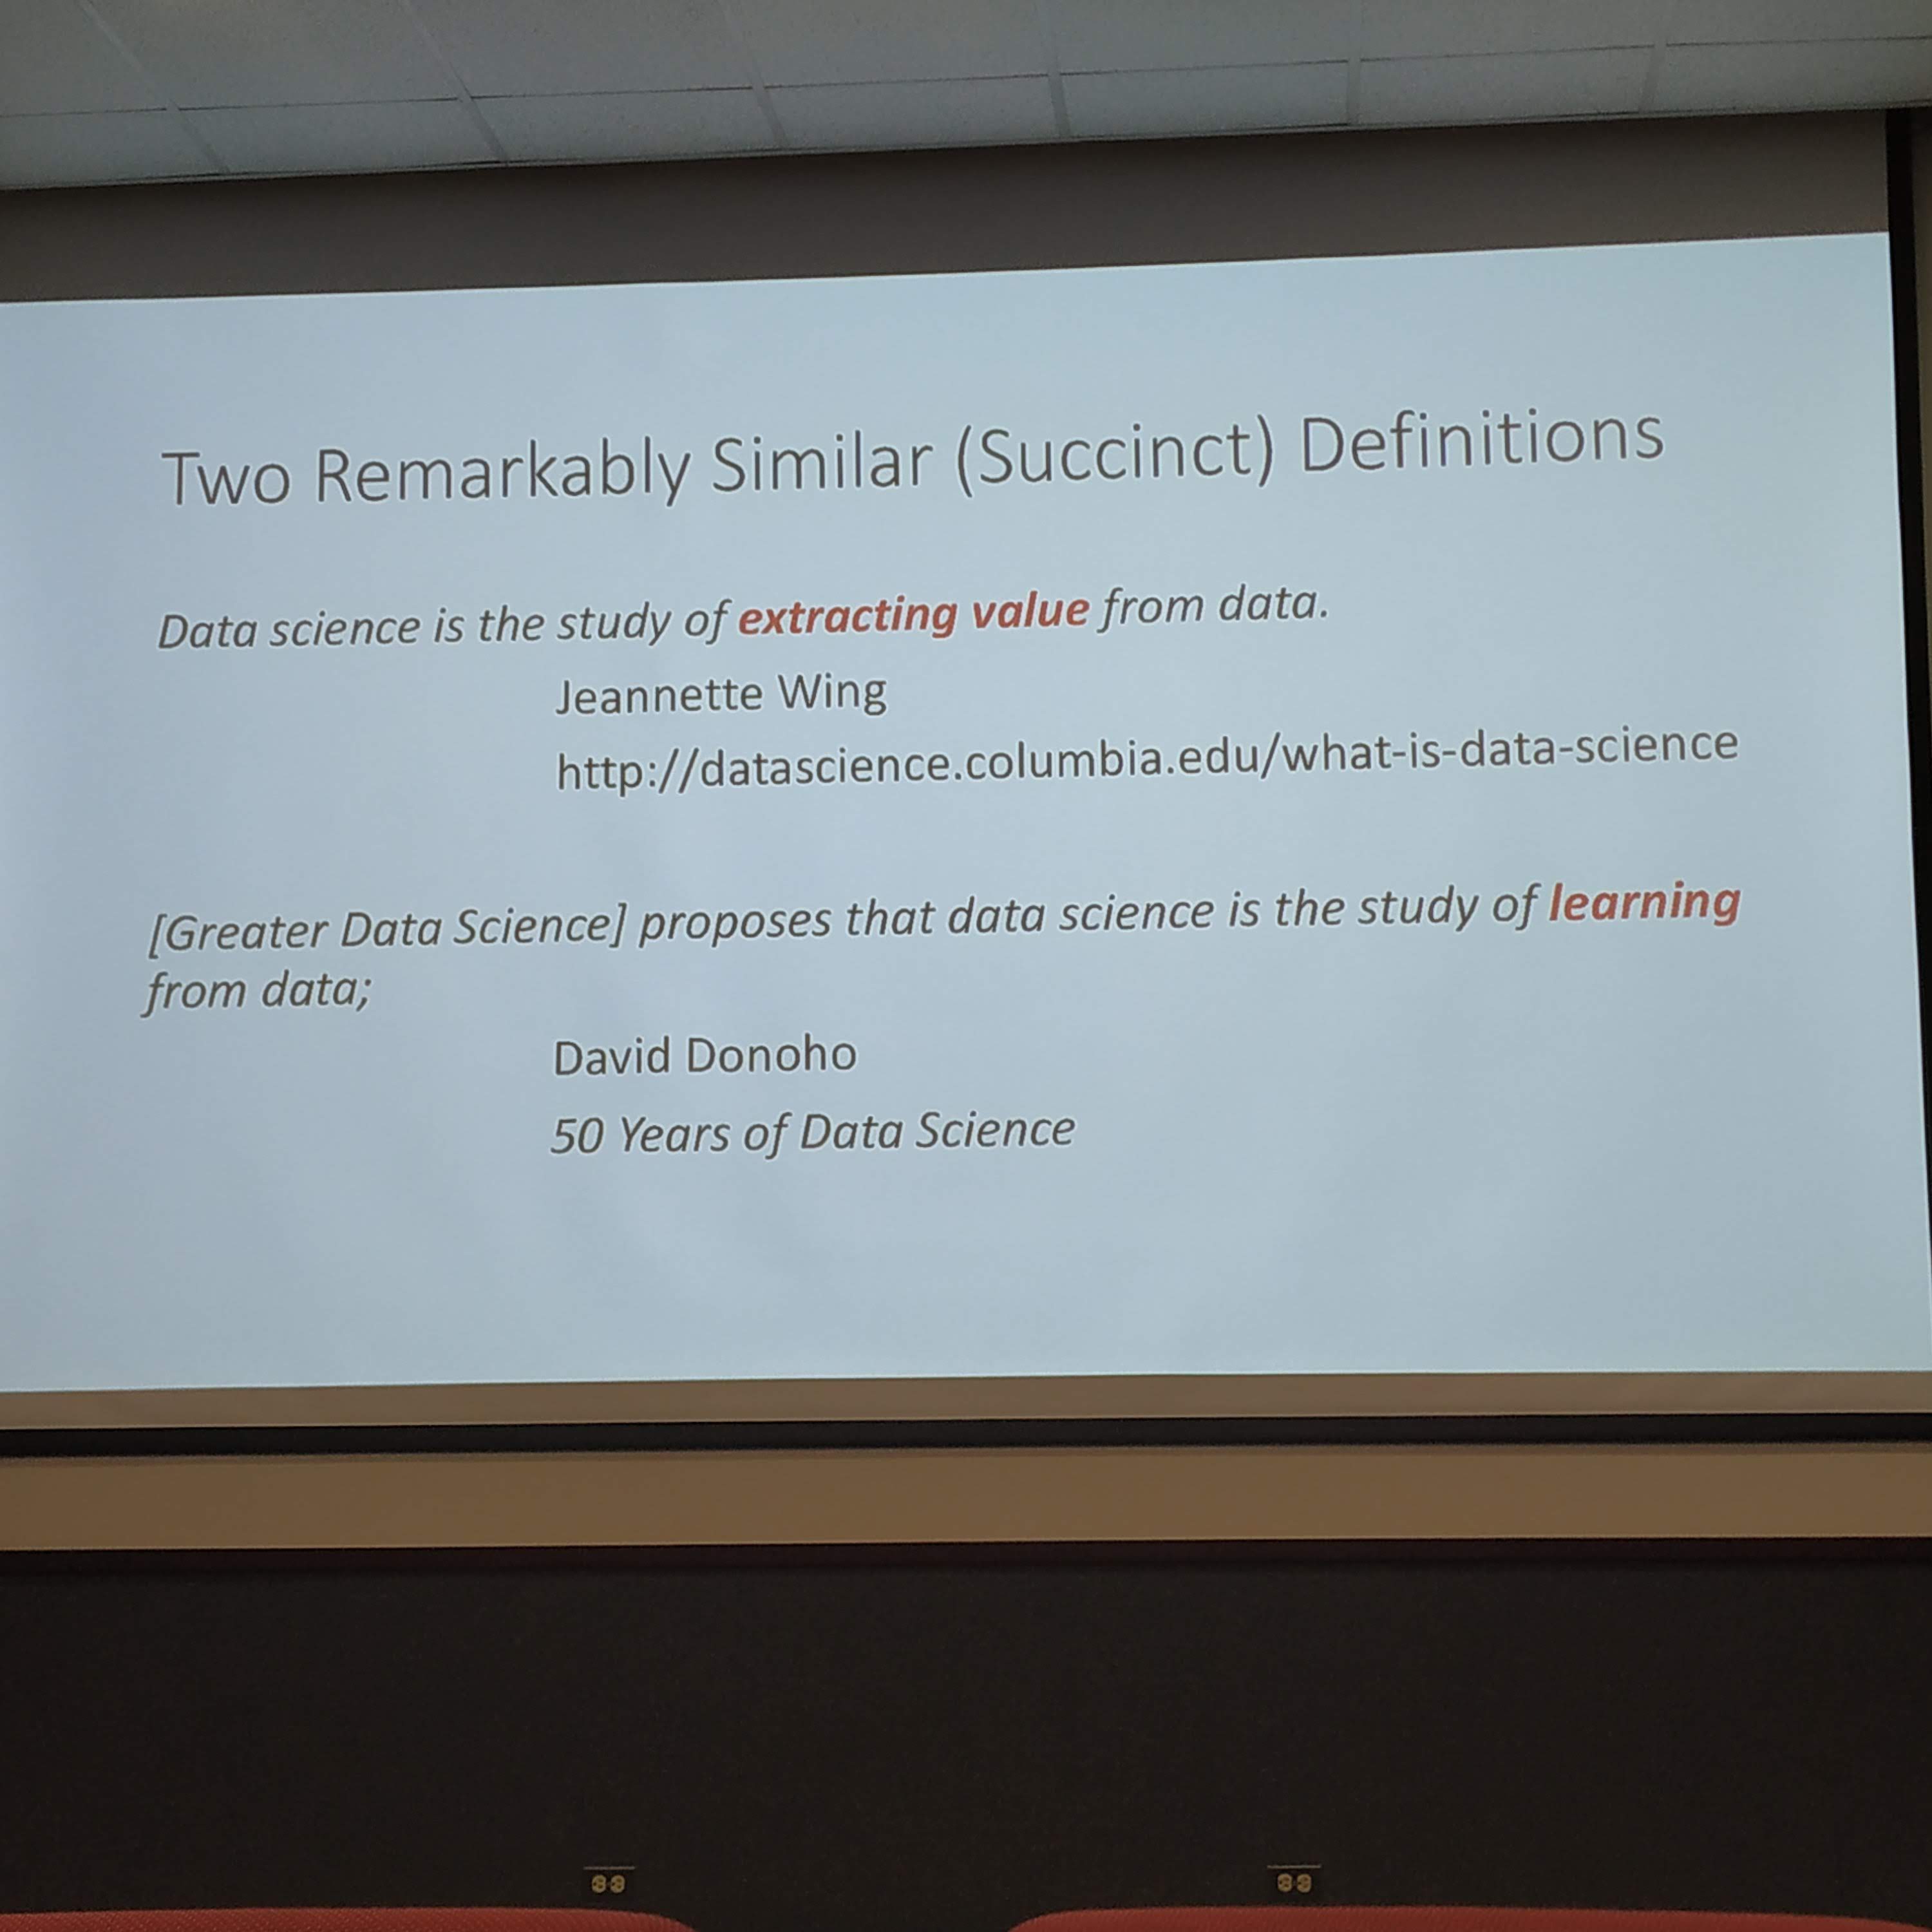 Two Remarkably Similar (Succinct) Definitions
Data science is the study of extracting value from data.
Jeannette Wing
http://datascience.columbia.edu/what-is-data-science
[Greater Data Science] proposes that data science is the study of learning
from data;
David Donoho
50 Years of Data Science